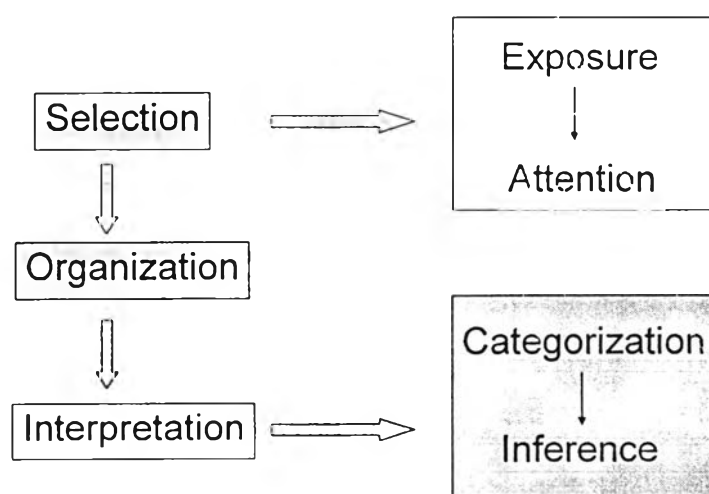 Exposure
Selection
Attention
Organization
Categorization
Interpretation
Inference